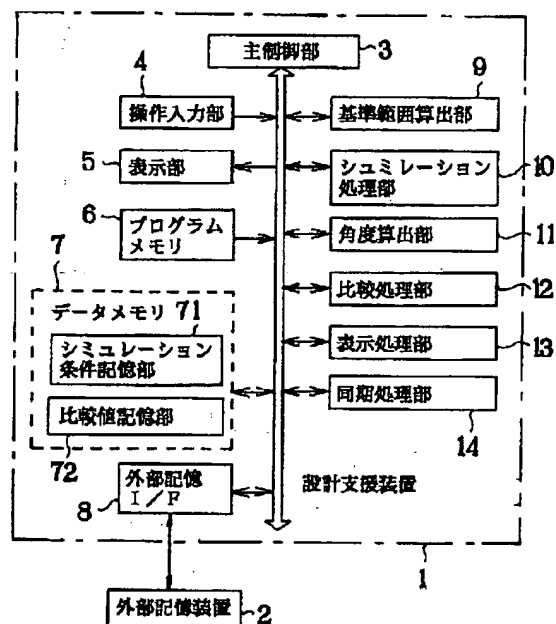 主制御部
3
4
操作入力部
5
表示部
6
プログラム
メモリ
7
データメモリ
71
シミュレーション
条件記憶部
比較値記憶部
72
外部記憶
I/F
8
9
基準範囲算出部
シュミレーション
処理部
10
角度算出部
11
比較処理部
12
表示処理部
13
同期処理部
14
設計支援装置
1
外部記憶装置
2